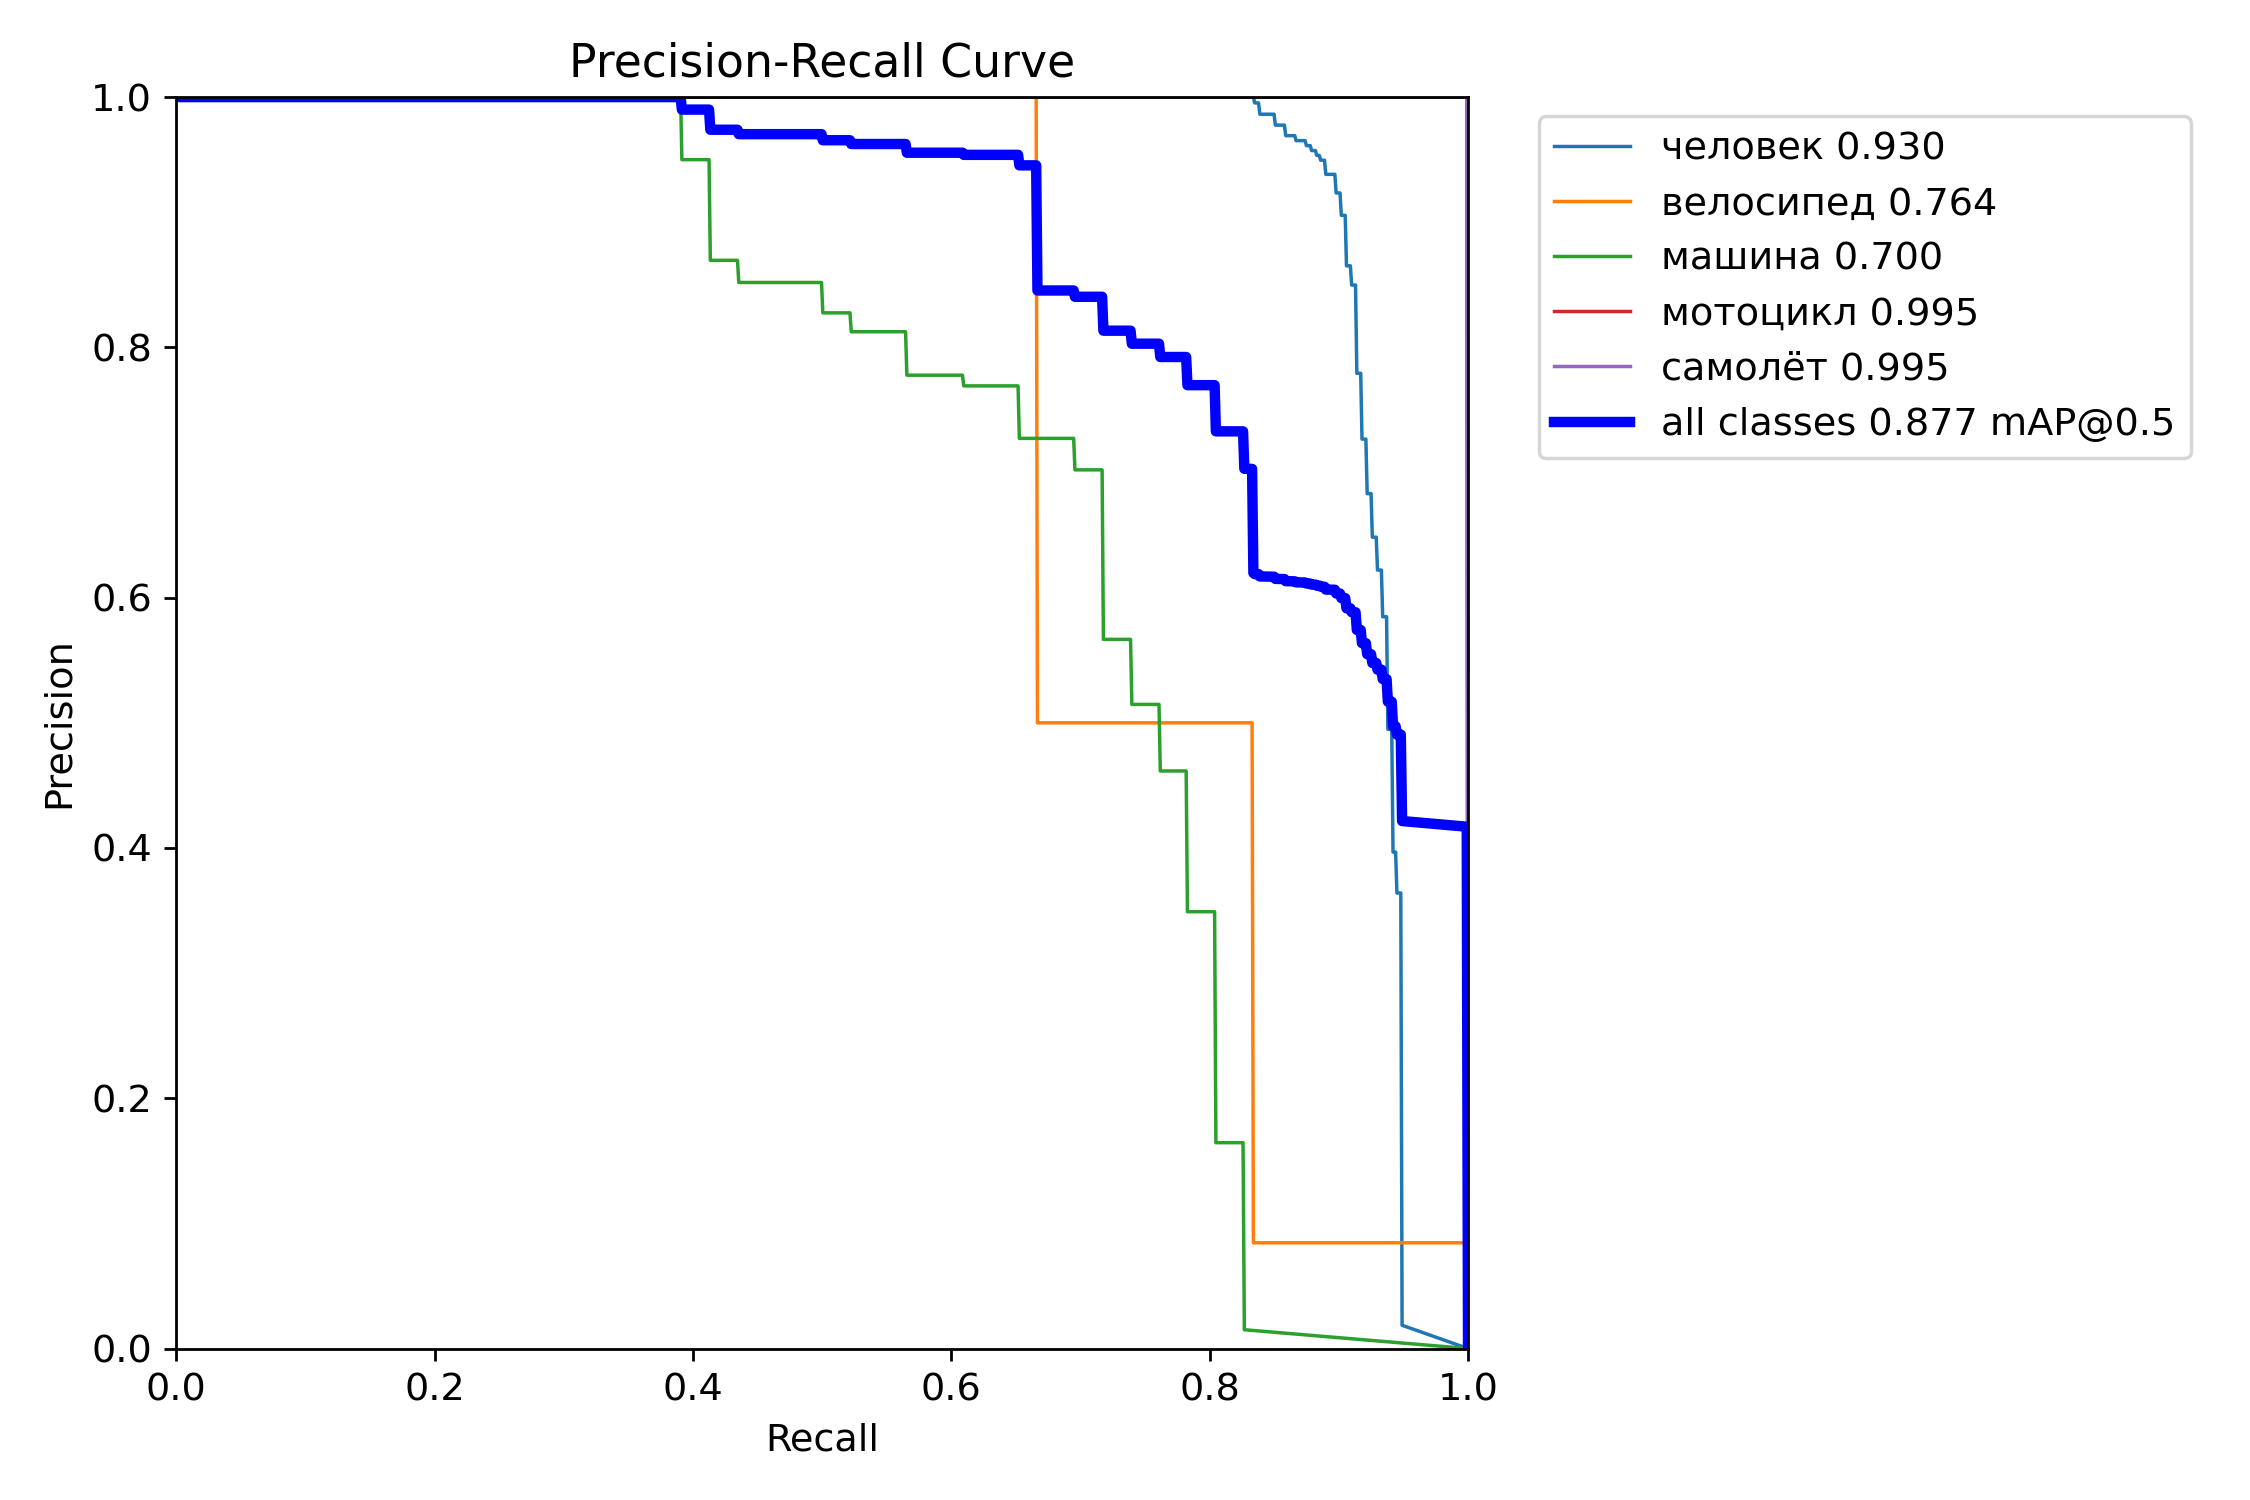 Precision-Recall Curve
1.0
0.8
0.6
0.4
0.2
0.0
Precision
0.0 0.2 0.4 0.6 0.8 1.0
Recall
человек 0.930
велосипед 0.764
машина 0.700
мотоцикл 0.995
самолёт 0.995
all classes 0.877 mAP@0.5